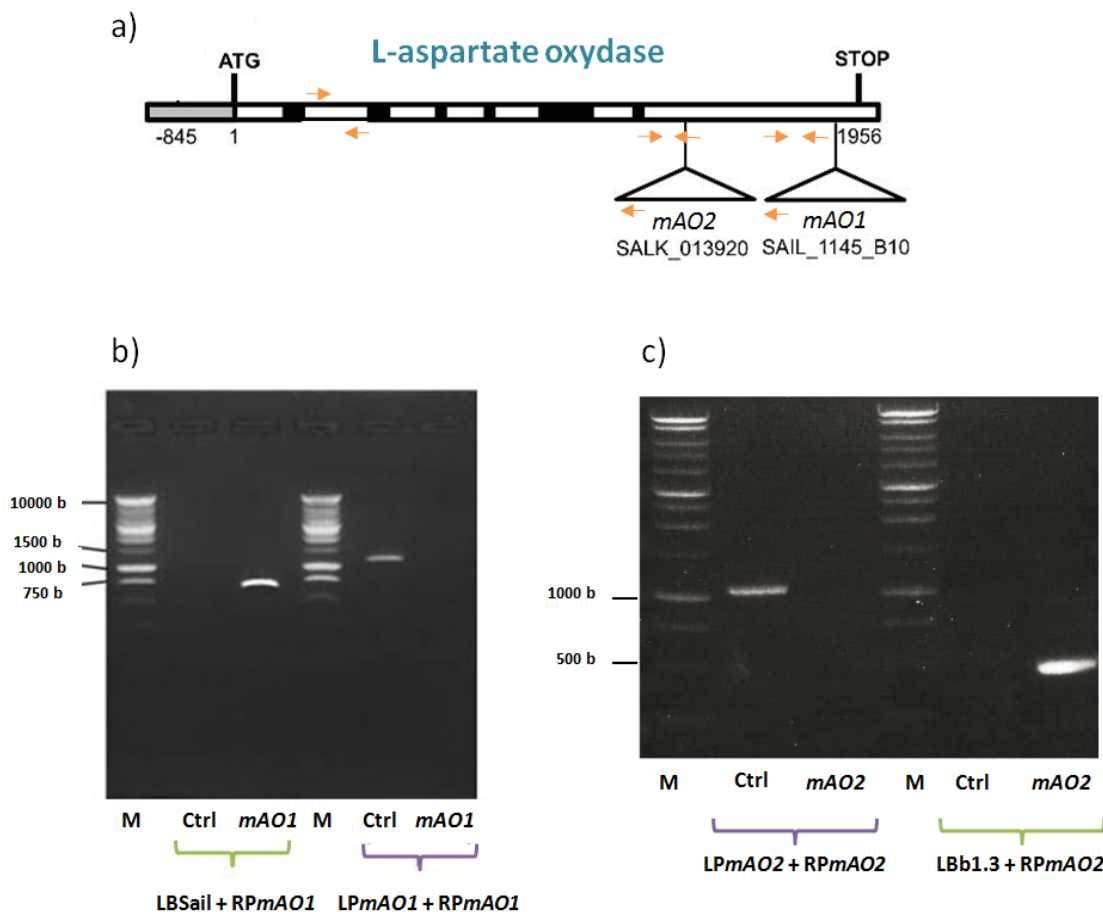 a)
L-aspartate oxydase
ATG
STOP
-845
1
1956
mAO2
mAO1
SALK_013920
SAIL_1145_B10
b)
10000 b
1500 b
1000 b
750 b
M
Ctrl
mAO1
M
Ctrl
mAO1
LBSail + RPmAO1
LPmAO1 + RPmAO1
c)
1000 b
500 b
M
Ctrl
mAO2
M
Ctrl
mAO2
LPmAO2 + RPmAO2
LBb1.3 + RPmAO2